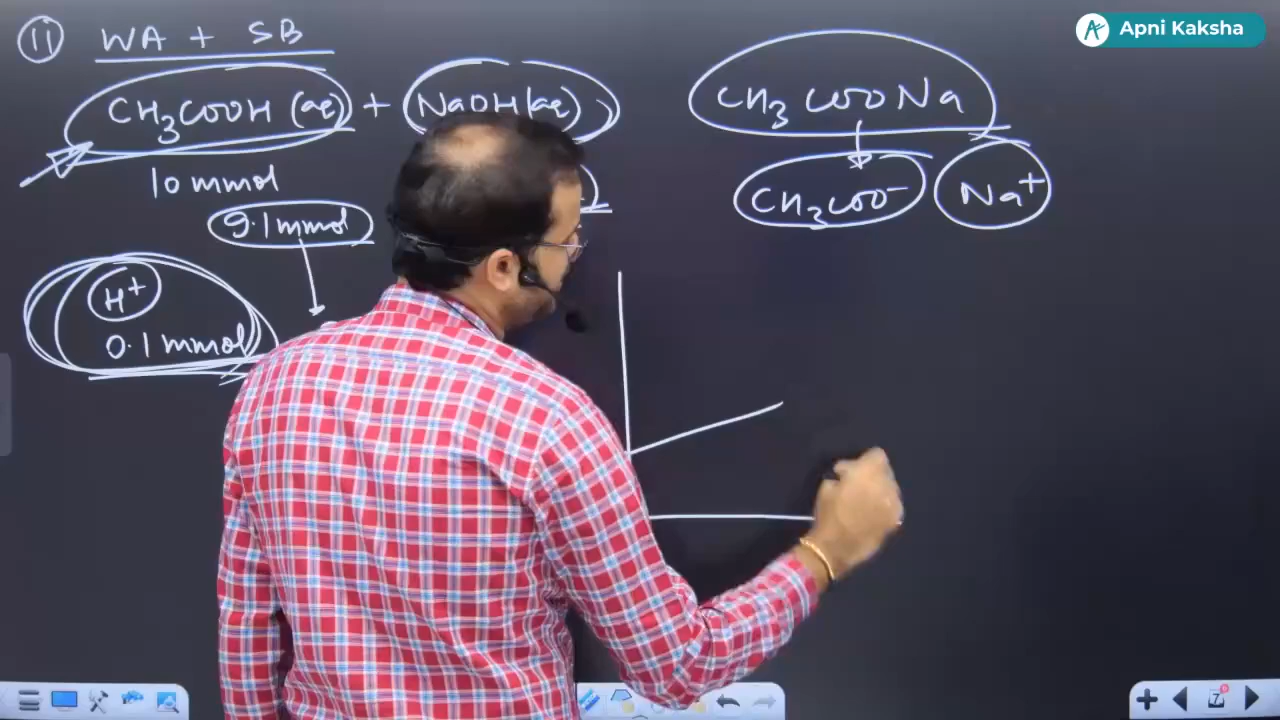 11 WA + SB
CH₃COOH (aq) + NaOH (aq)
CH₃COONa
10 mmol
CH₃COO⁻ Na⁺
9.1 mmol
H⁺
0.1 mmol
Apni Kaksha
7